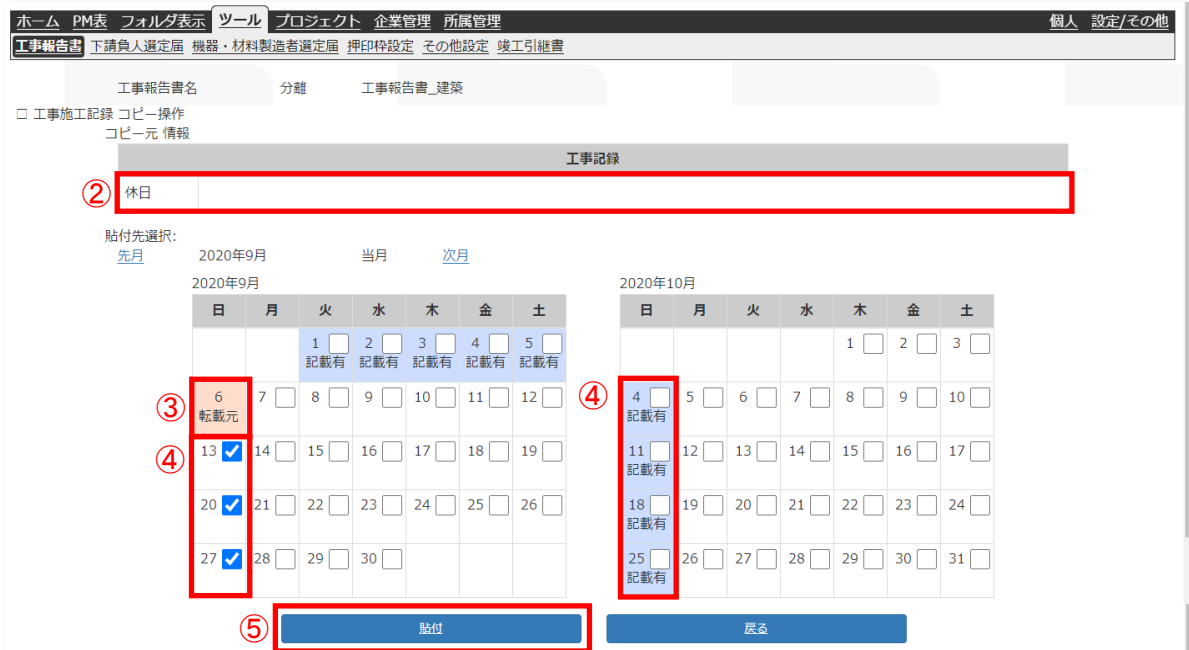 ホーム PM表 フォルダ表示 ツール プロジェクト 企業管理 所属管理 個人 設定/その他
工事報告書 下請負人選定届 機器・材料製造者選定届 押印枠設定 その他設定 竣工引継書
工事報告書名 分離 工事報告書_建築
□ 工事施工記録 コピー操作
コピー元 情報
工事記録
② 休日
貼付先選択:
先月 2020年9月 当月 次月
2020年9月 2020年10月
日 月 火 水 木 金 土 日 月 火 水 木 金 土
1 2 3 4 5 1 2 3
記載有 記載有 記載有 記載有 記載有
③ 6 7 8 9 10 11 12 ④ 4 5 6 7 8 9 10
転載元 記載有
④ 13 14 15 16 17 18 19 11 12 13 14 15 16 17
記載有
20 21 22 23 24 25 26 18 19 20 21 22 23 24
記載有
27 28 29 30 25 26 27 28 29 30 31
記載有
⑤ 貼付 戻る